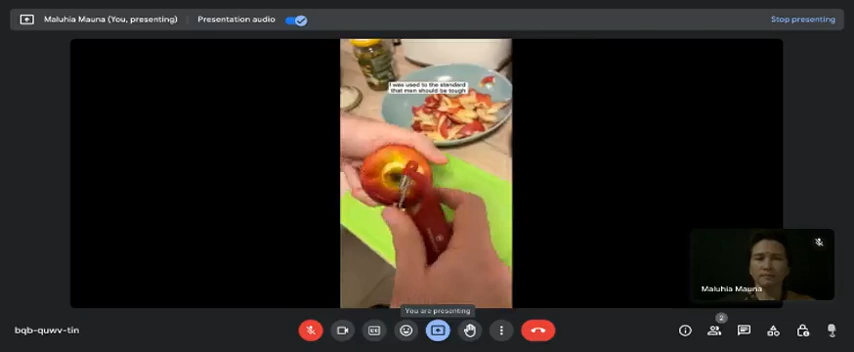 Maluhia Mauna (You, presenting)
Presentation audio
Stop presenting
I was used to the standard
that men should be tough
Maluhia Mauna
You are presenting
2
bqb-quwv-tin